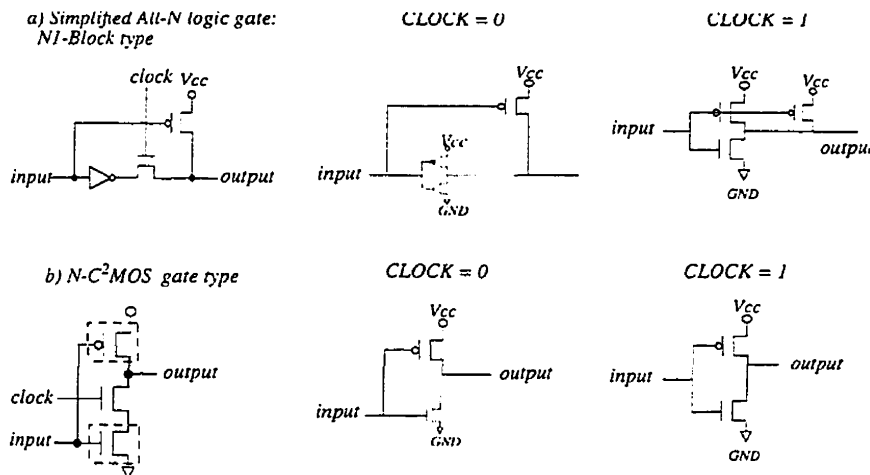 a) Simplified All-N logic gate:
N1-Block type
CLOCK = 0
CLOCK = 1
clock
Vcc
input
output
Vcc
Vcc
input
GND
Vcc
Vcc
input
output
GND
b) N-C²MOS gate type
CLOCK = 0
CLOCK = 1
output
clock
input
Vcc
output
input
GND
Vcc
input
output
GND